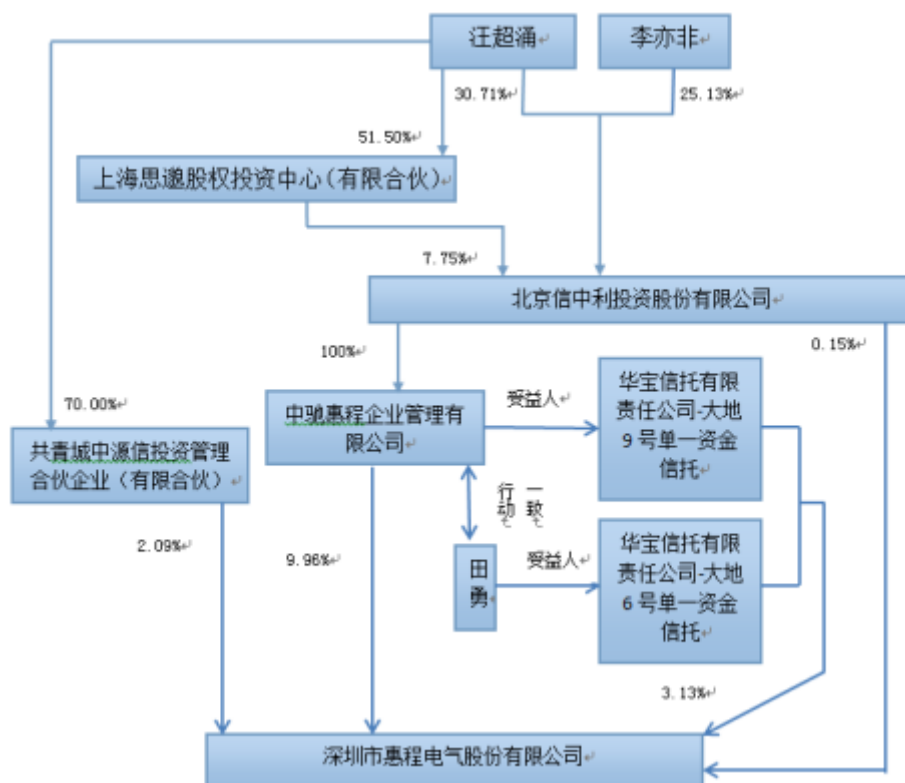 汪超涌
李亦非
30.71%
25.13%
51.50%
上海思邈股权投资中心（有限合伙）
7.75%
北京信中利投资股份有限公司
100%
0.15%
70.00%
中驰惠程企业管理有
限公司
受益人
华宝信托有限
责任公司-大地
9号单一资金
信托
共青城中源信投资管理
合伙企业（有限合伙）
一致
行动
2.09%
9.96%
田
勇
受益人
华宝信托有限
责任公司-大地
6号单一资金
信托
3.13%
深圳市惠程电气股份有限公司